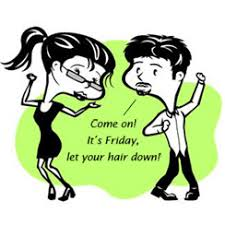 Come on!
It's Friday,
let your hair down!